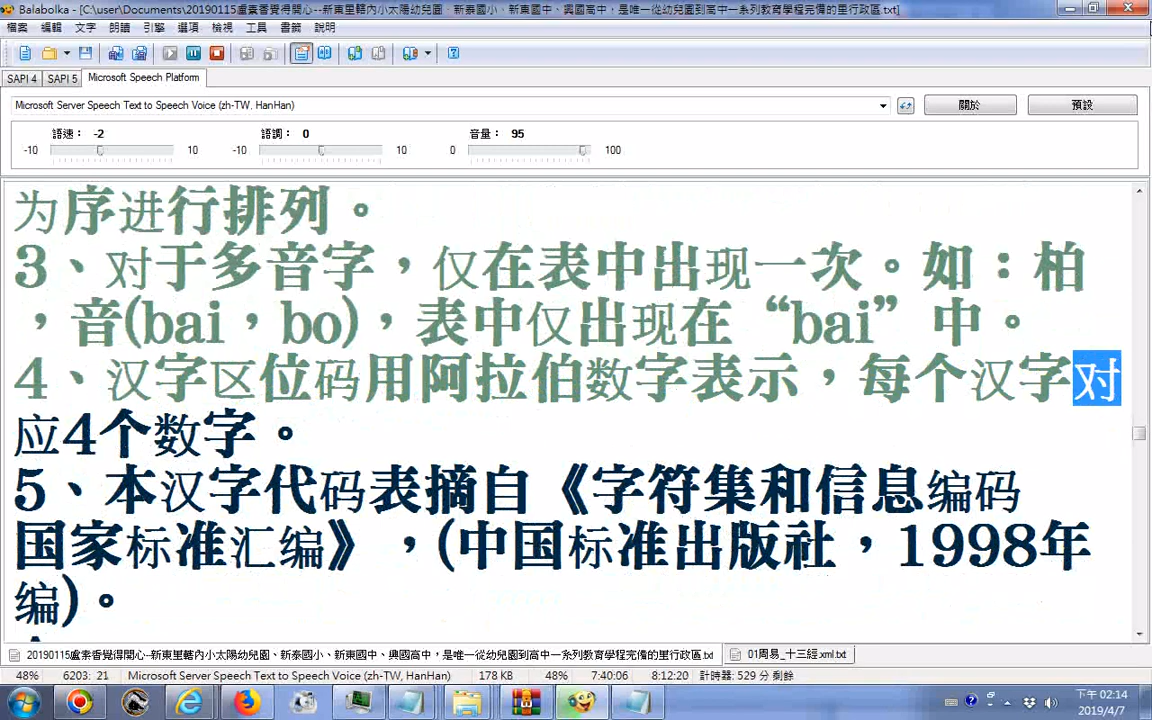 Balabolka - [C:\user\Documents\20190115盧素香覺得開心--新東里轄內小太陽幼兒園、新泰國小、新東國中、興國高中，是唯一從幼兒園到高中一系列教育學程完備的里行政區.txt]
檔案 編輯 文字 朗讀 引擎 選項 檢視 工具 書籤 說明
SAPI 4 SAPI 5 Microsoft Speech Platform
Microsoft Server Speech Text to Speech Voice (zh-TW, HanHan) 關於 預設
語速： -2 語調： 0 音量： 95
-10 10 -10 10 0 100
为序进行排列。
3、对于多音字，仅在表中出现一次。如：柏
，音(bai，bo)，表中仅出现在“bai”中。
4、汉字区位码用阿拉伯数字表示，每个汉字对
应4个数字。
5、本汉字代码表摘自《字符集和信息编码
国家标准汇编》，(中国标准出版社，1998年
编)。
20190115盧素香覺得開心--新東里轄內小太陽幼兒園、新泰國小、新東國中、興國高中，是唯一從幼兒園到高中一系列教育學程完備的里行政區.txt 01周易_十三經.xml.txt
48% 6203: 21 Microsoft Server Speech Text to Speech Voice (zh-TW, HanHan) 178 KB 48% 7:40:06 8:12:20 計時器: 529 分 剩餘
下午 02:14
2019/4/7